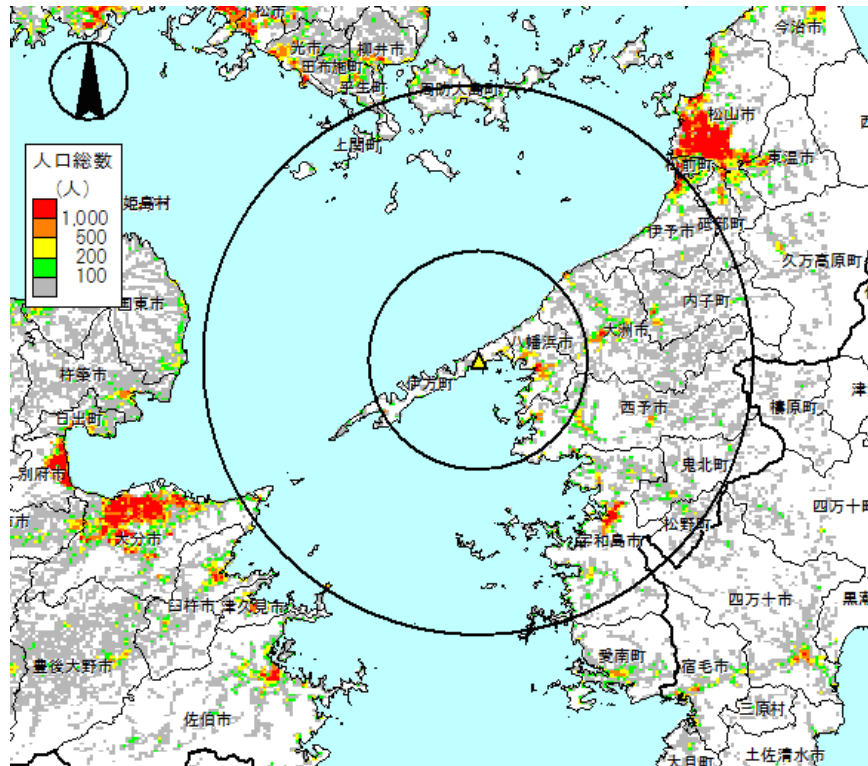 下松市
光市
柳井市
田布施町
平生町
周防大島町
上関町
今治市
松山市
東温市
松前町
砥部町
伊予市
久万高原町
人口総数
(人)
1,000
500
200
100
姫島村
国東市
杵築市
日出町
別府市
大分市
臼杵市
津久見市
豊後大野市
佐伯市
内子町
大洲市
八幡浜市
伊方町
西予市
檮原町
津
鬼北町
松野町
宇和島市
四万十町
四万十市
黒潮
愛南町
宿毛市
三原村
大月町
土佐清水市
西
市市